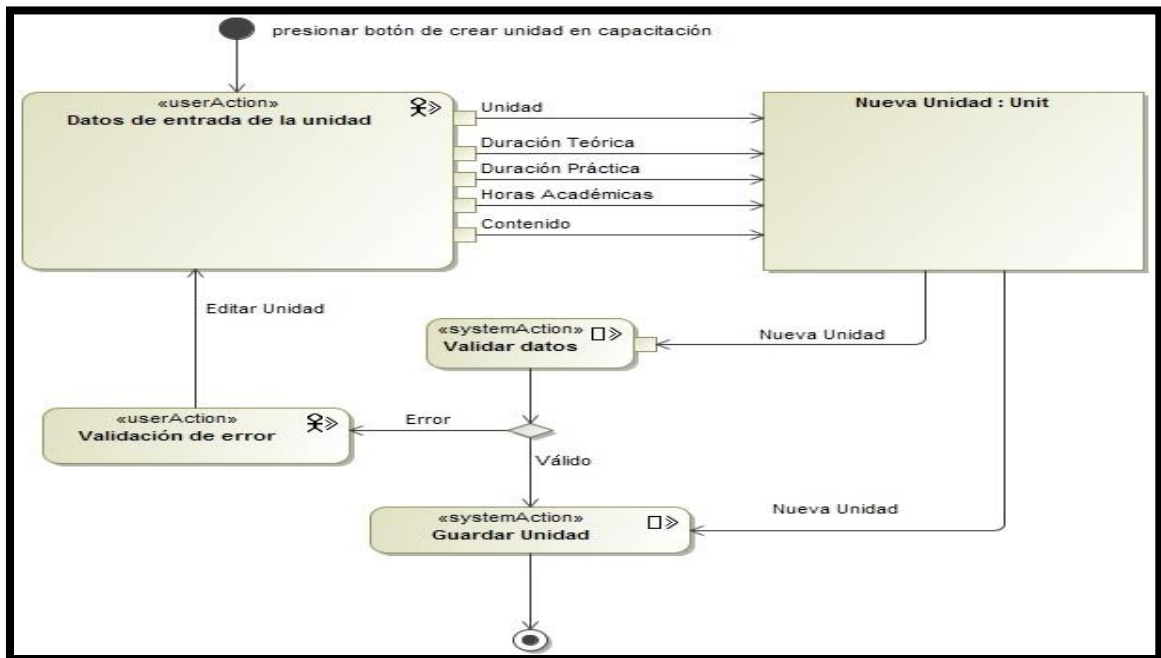 presionar botón de crear unidad en capacitación
«userAction»
Datos de entrada de la unidad
Unidad
Duración Teórica
Duración Práctica
Horas Académicas
Contenido
Nueva Unidad : Unit
Editar Unidad
«systemAction»
Validar datos
Nueva Unidad
«userAction»
Validación de error
Error
Válido
«systemAction»
Guardar Unidad
Nueva Unidad